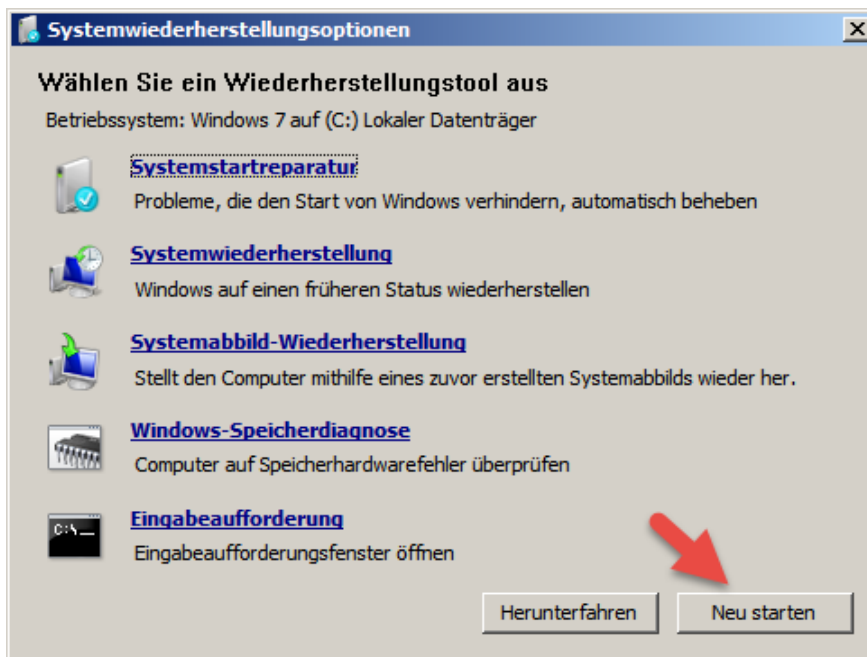 Systemwiederherstellungsoptionen
Wählen Sie ein Wiederherstellungstool aus
Betriebssystem: Windows 7 auf (C:) Lokaler Datenträger
Systemstartreparatur
Probleme, die den Start von Windows verhindern, automatisch beheben
Systemwiederherstellung
Windows auf einen früheren Status wiederherstellen
Systemabbild-Wiederherstellung
Stellt den Computer mithilfe eines zuvor erstellten Systemabbilds wieder her.
Windows-Speicherdiagnose
Computer auf Speicherhardwarefehler überprüfen
C:\_
Eingabeaufforderung
Eingabeaufforderungsfenster öffnen
Herunterfahren Neu starten